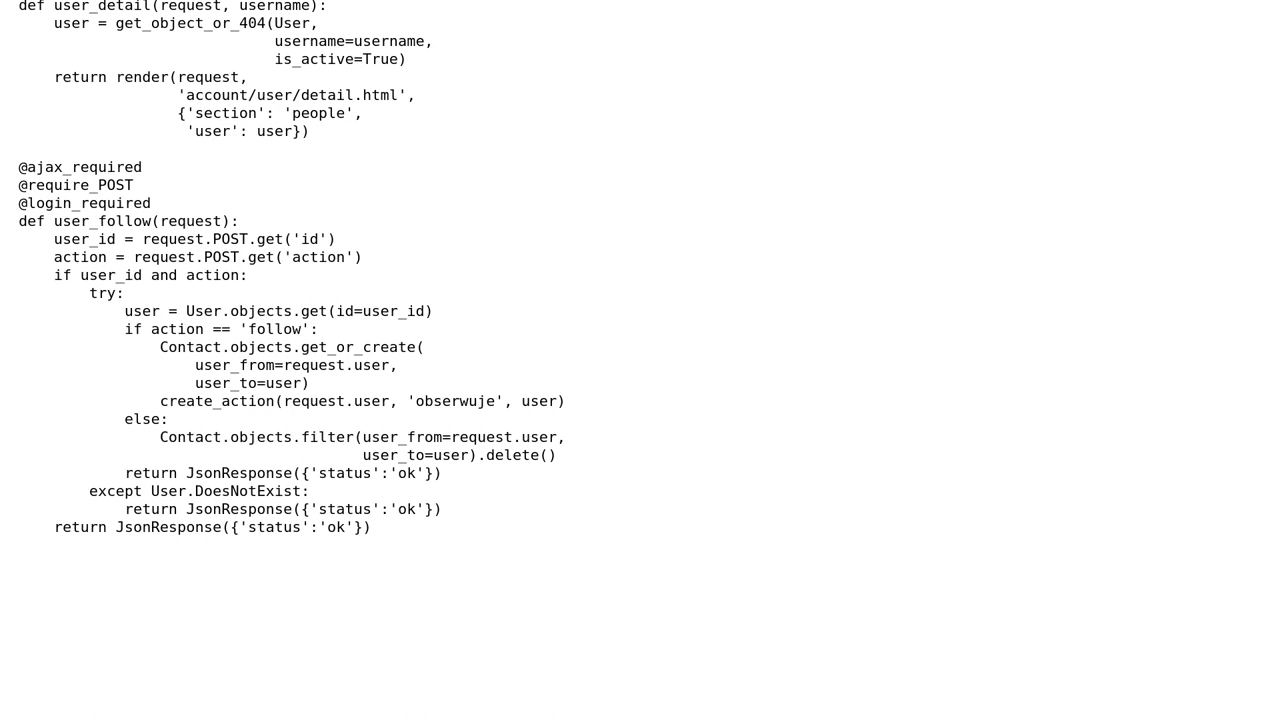 def user_detail(request, username):
    user = get_object_or_404(User,
                             username=username,
                             is_active=True)
    return render(request,
                  'account/user/detail.html',
                  {'section': 'people',
                   'user': user})

@ajax_required
@require_POST
@login_required
def user_follow(request):
    user_id = request.POST.get('id')
    action = request.POST.get('action')
    if user_id and action:
        try:
            user = User.objects.get(id=user_id)
            if action == 'follow':
                Contact.objects.get_or_create(
                    user_from=request.user,
                    user_to=user)
                create_action(request.user, 'obserwuje', user)
            else:
                Contact.objects.filter(user_from=request.user,
                                       user_to=user).delete()
            return JsonResponse({'status':'ok'})
        except User.DoesNotExist:
            return JsonResponse({'status':'ok'})
    return JsonResponse({'status':'ok'})